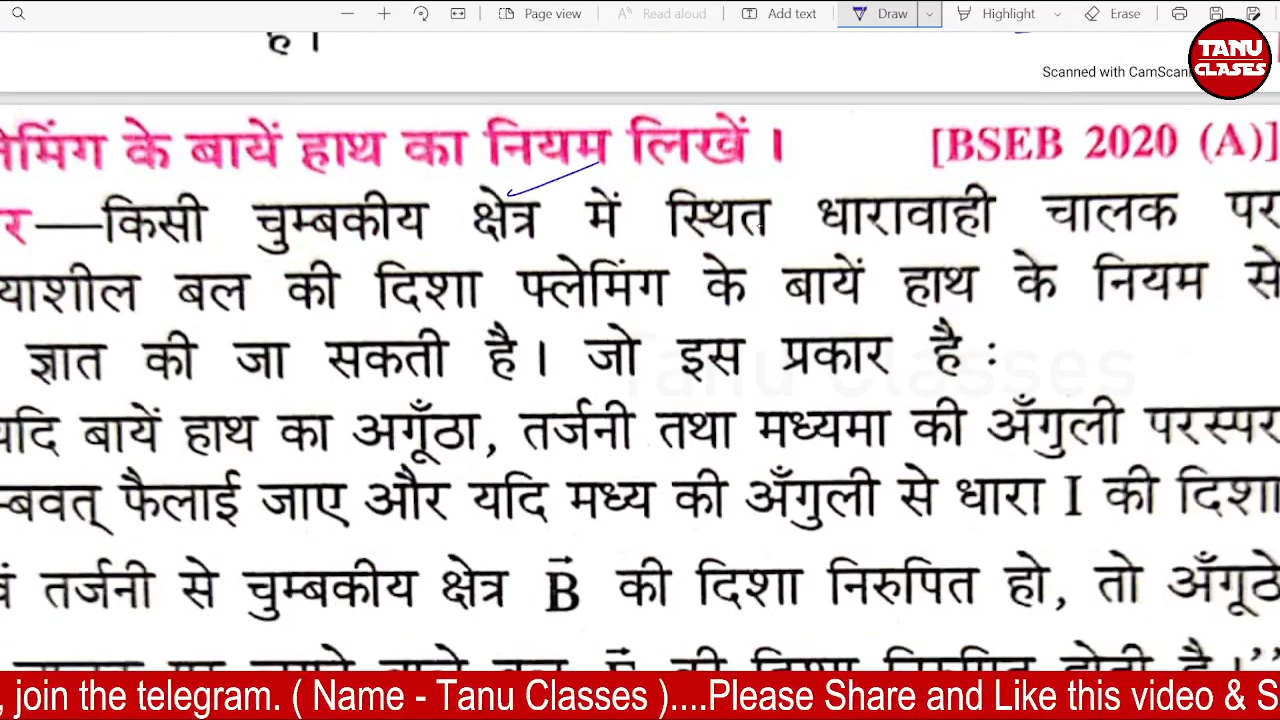 Page view Read aloud Add text Draw Highlight Erase
है।
TANU CLASES
Scanned with CamScan
के बायें हाथ का नियम लिखें । [BSEB 2020 (A)]
—किसी चुम्बकीय क्षेत्र में स्थित धारावाही चालक पर
बल की दिशा फ्लेमिंग के बायें हाथ के नियम से
ज्ञात की जा सकती है। जो इस प्रकार है :
Tanu Classes
बायें हाथ का अगूँठा, तर्जनी तथा मध्यमा की अँगुली परस्पर
फैलाई जाए और यदि मध्य की अँगुली से धारा I की दिशा
तर्जनी से चुम्बकीय क्षेत्र B⃗ की दिशा निरुपित हो, तो अँगूठे
की दिशा निरुपित होती है।”
, join the telegram. ( Name - Tanu Classes )....Please Share and Like this video & S